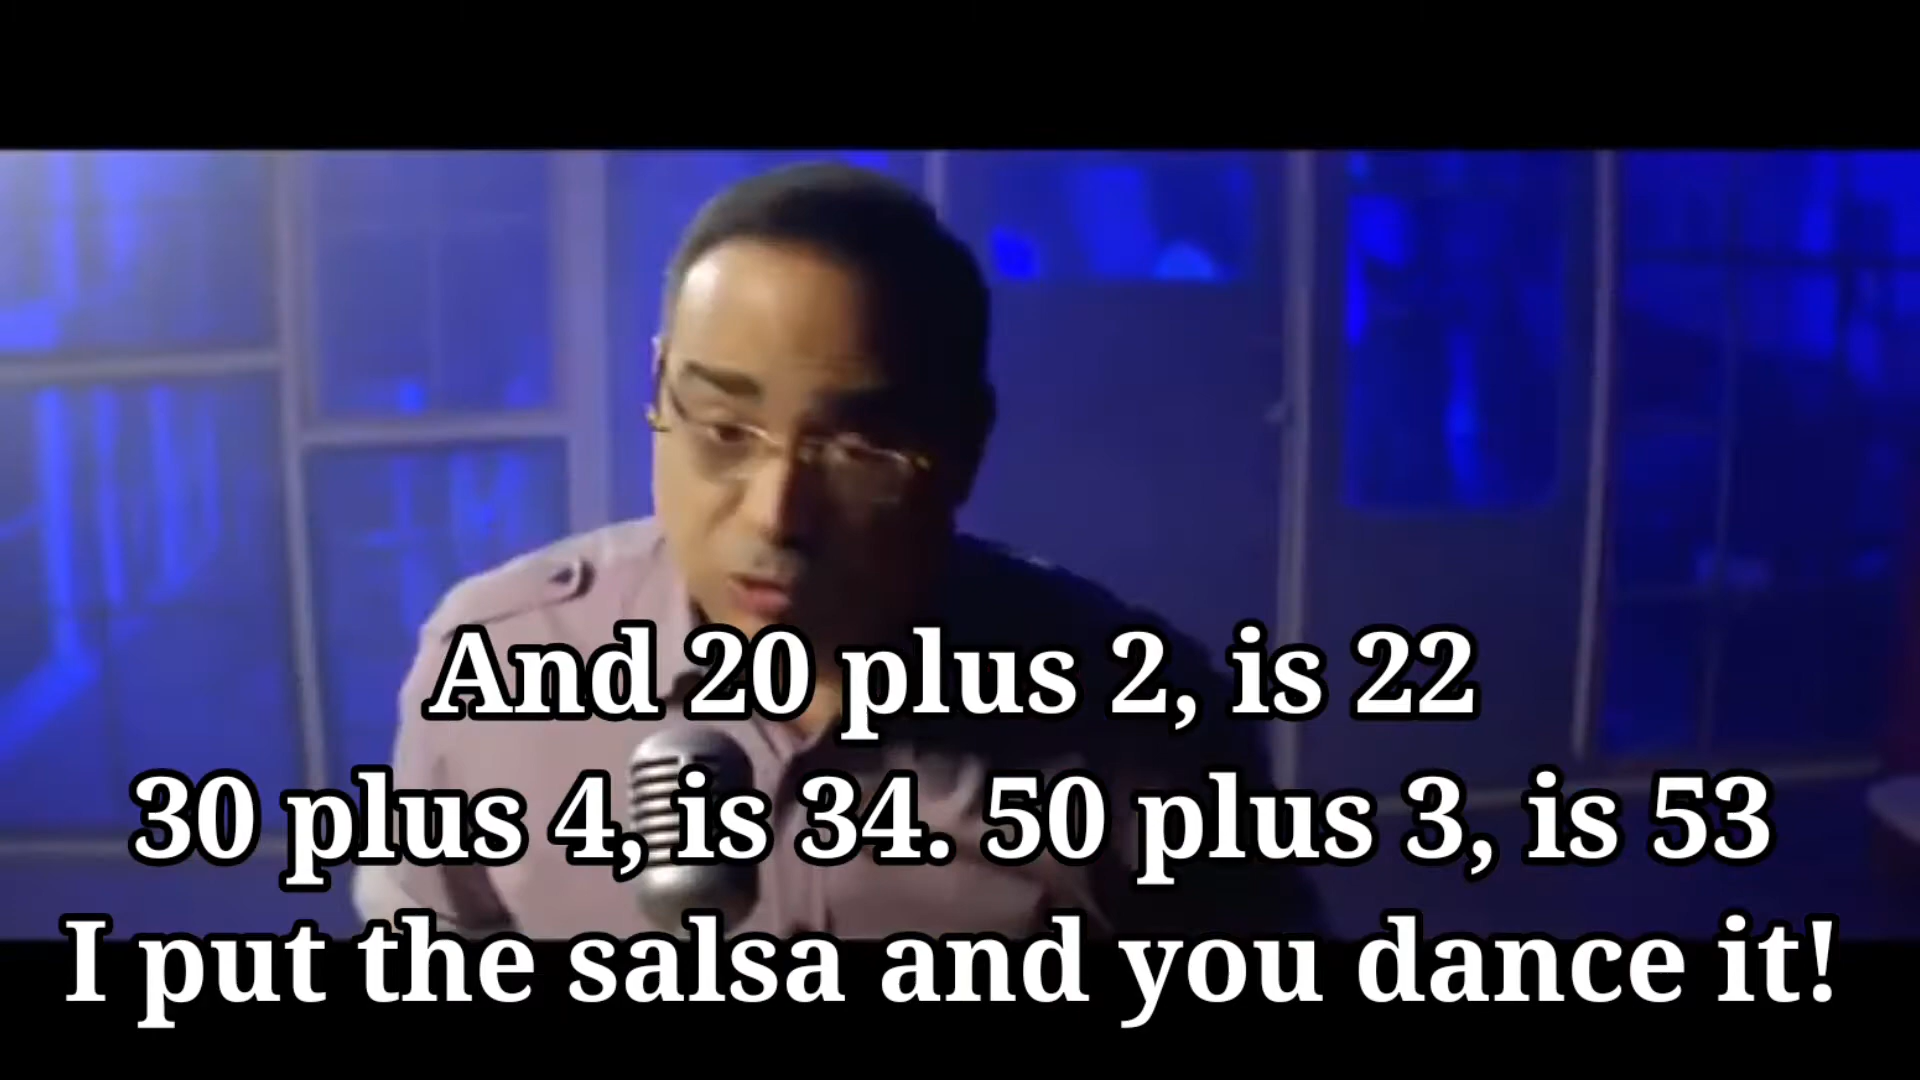 And 20 plus 2, is 22
30 plus 4, is 34. 50 plus 3, is 53
I put the salsa and you dance it!